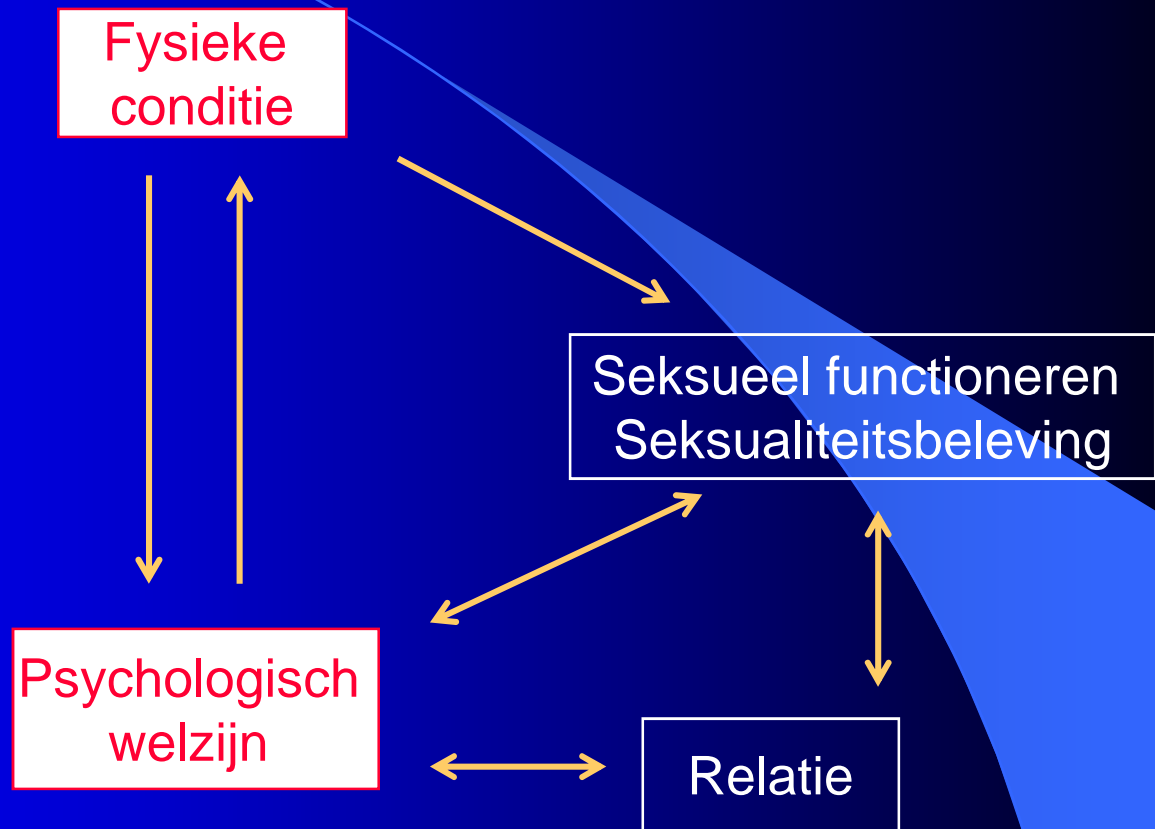 Fysieke
conditie
Seksueel functioneren
Seksualiteitsbeleving
Psychologisch
welzijn
Relatie